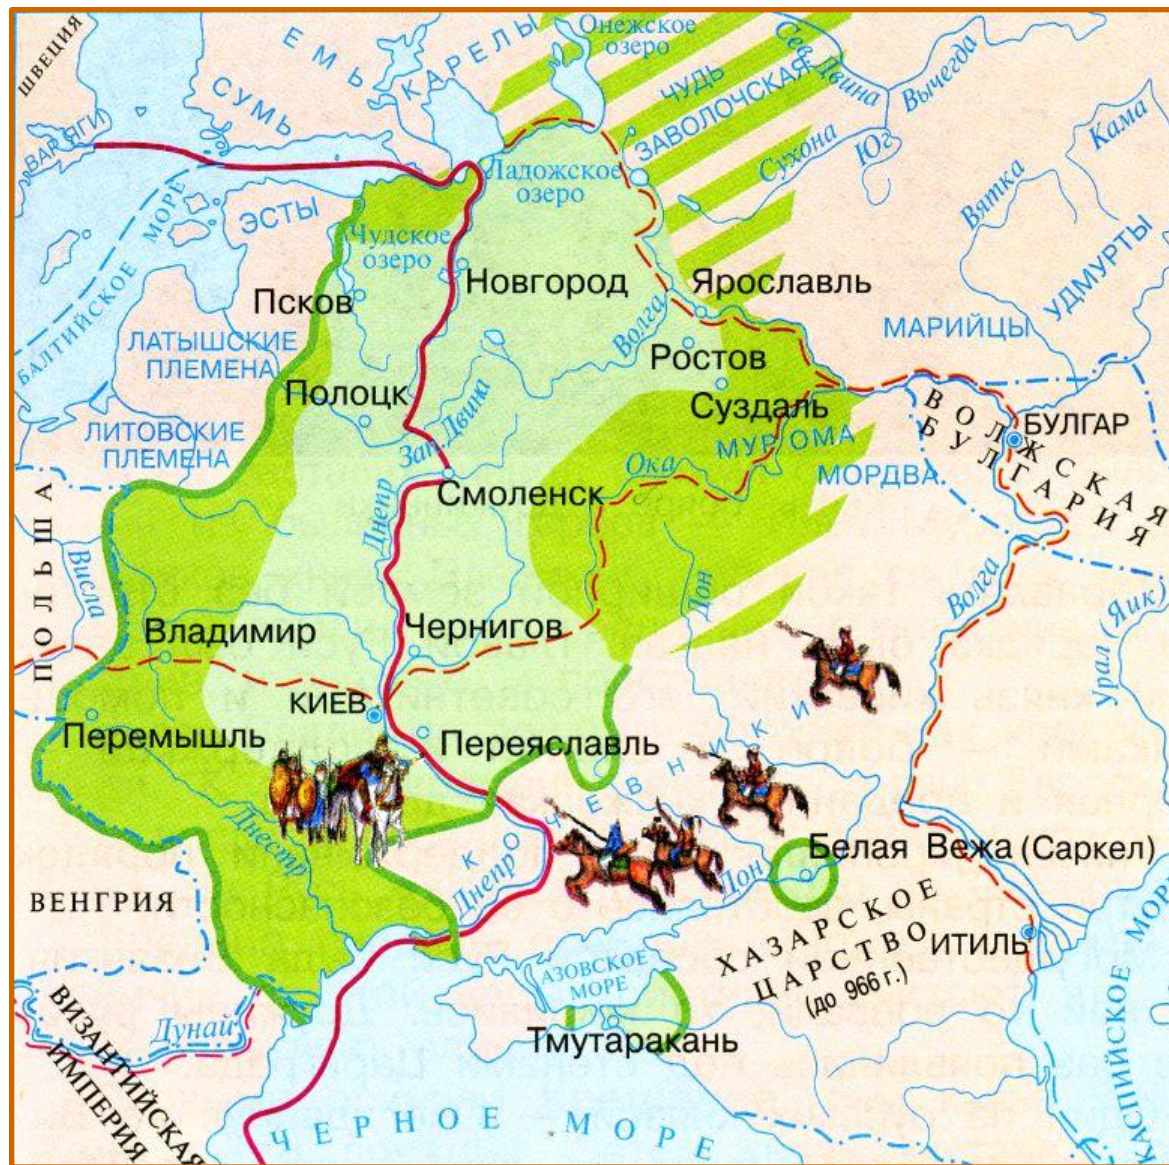 ШВЕЦИЯ
ЕМЬ
КАРЕЛЫ
Онежское
озеро
Сев. Двина
Вычегда
ЧУДЬ
ЗАВОЛОЧСКАЯ
СУМЬ
ВАРЯГИ
Кама
Сухона
Юг
Вятка
Ладожское
озеро
ЭСТЫ
Чудское
озеро
УДМУРТЫ
БАЛТИЙСКОЕ МОРЕ
Псков
Новгород
Ярославль
Волга
МАРИЙЦЫ
ЛАТЫШСКИЕ
ПЛЕМЕНА
Ростов
Полоцк
Суздаль
Зап. Двина
ЛИТОВСКИЕ
ПЛЕМЕНА
МУРОМА
ВОЛЖСКАЯ
БУЛГАРИЯ
БУЛГАР
Ока
МОРДВА
ПОЛЬША
Смоленск
Днепр
Висла
Дон
Волга
Урал (Яик)
Владимир
Чернигов
КИЕВ
Перемышль
Переяславль
КОЧЕВНИКИ
Днестр
Днепр
Дон
Белая Вежа (Саркел)
ВЕНГРИЯ
ХАЗАРСКОЕ
ЦАРСТВО
(до 966 г.)
ИТИЛЬ
АЗОВСКОЕ
МОРЕ
Тмутаракань
Дунай
ВИЗАНТИЙСКАЯ
ИМПЕРИЯ
ЧЕРНОЕ МОРЕ
КАСПИЙСКОЕ МОРЕ